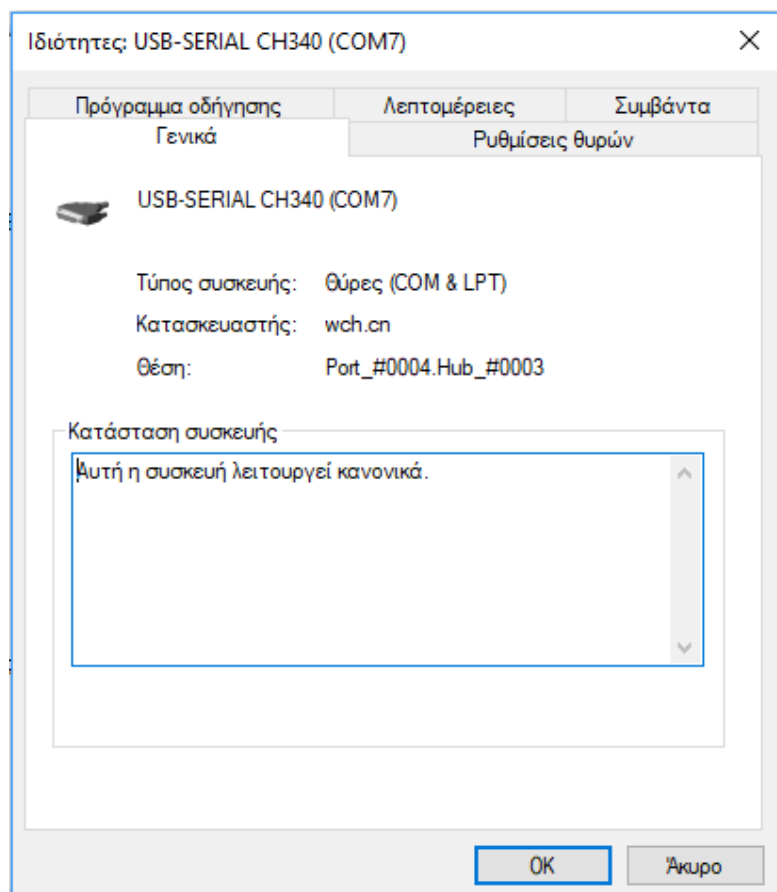 Ιδιότητες: USB-SERIAL CH340 (COM7)
Πρόγραμμα οδήγησης Λεπτομέρειες Συμβάντα
Γενικά Ρυθμίσεις θυρών
USB-SERIAL CH340 (COM7)
Τύπος συσκευής: Θύρες (COM & LPT)
Κατασκευαστής: wch.cn
Θέση: Port_#0004.Hub_#0003
Κατάσταση συσκευής
Αυτή η συσκευή λειτουργεί κανονικά.
OK Άκυρο